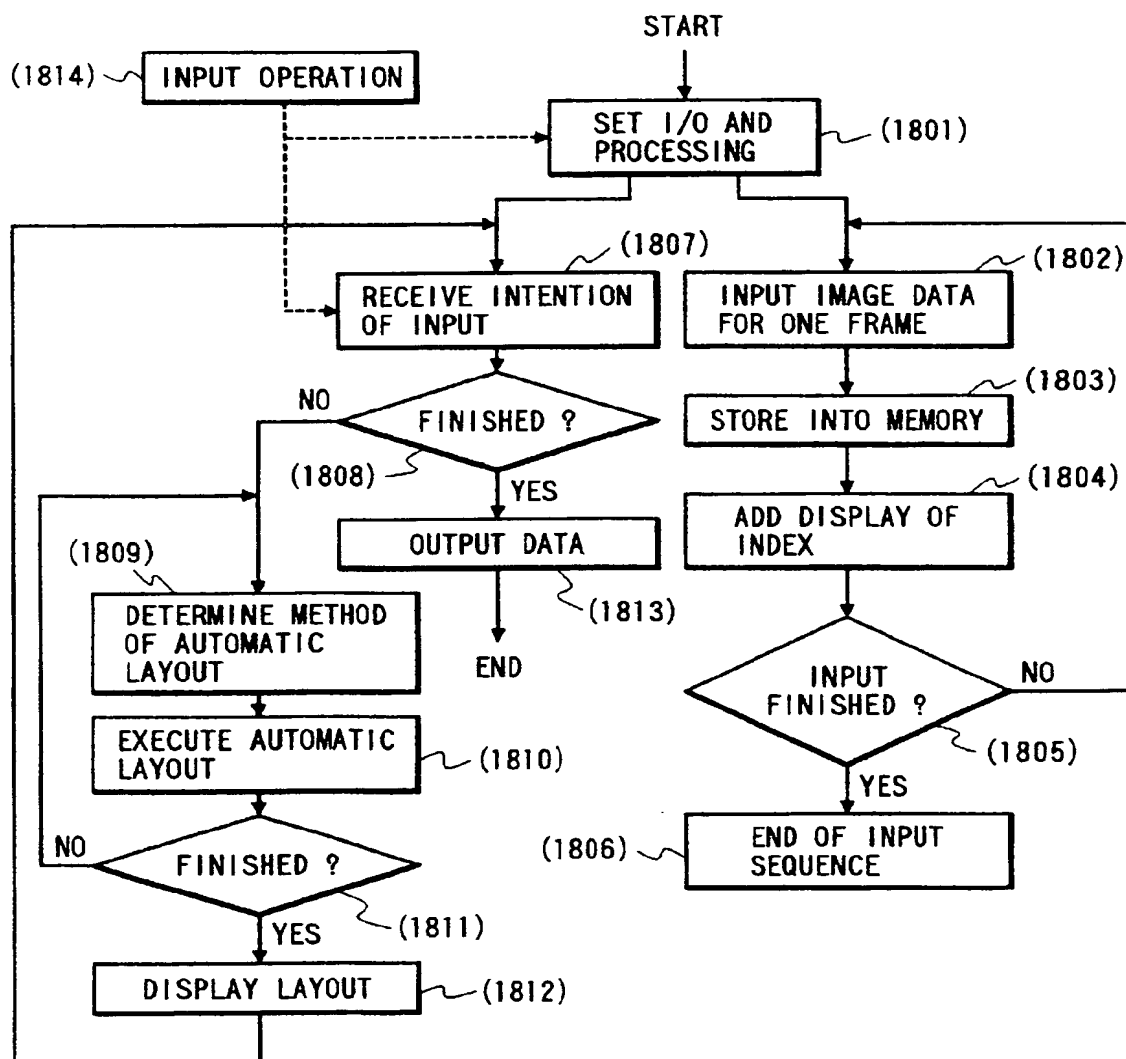 START
(1814)
INPUT OPERATION
SET I/O AND
PROCESSING
(1801)
(1807)
RECEIVE INTENTION
OF INPUT
(1802)
INPUT IMAGE DATA
FOR ONE FRAME
NO
FINISHED ?
(1808)
YES
(1803)
STORE INTO MEMORY
(1804)
ADD DISPLAY OF
INDEX
OUTPUT DATA
(1813)
END
(1809)
DETERMINE METHOD
OF AUTOMATIC
LAYOUT
INPUT
FINISHED ?
NO
(1805)
YES
EXECUTE AUTOMATIC
LAYOUT
(1810)
END OF INPUT
SEQUENCE
(1806)
NO
FINISHED ?
(1811)
YES
DISPLAY LAYOUT
(1812)